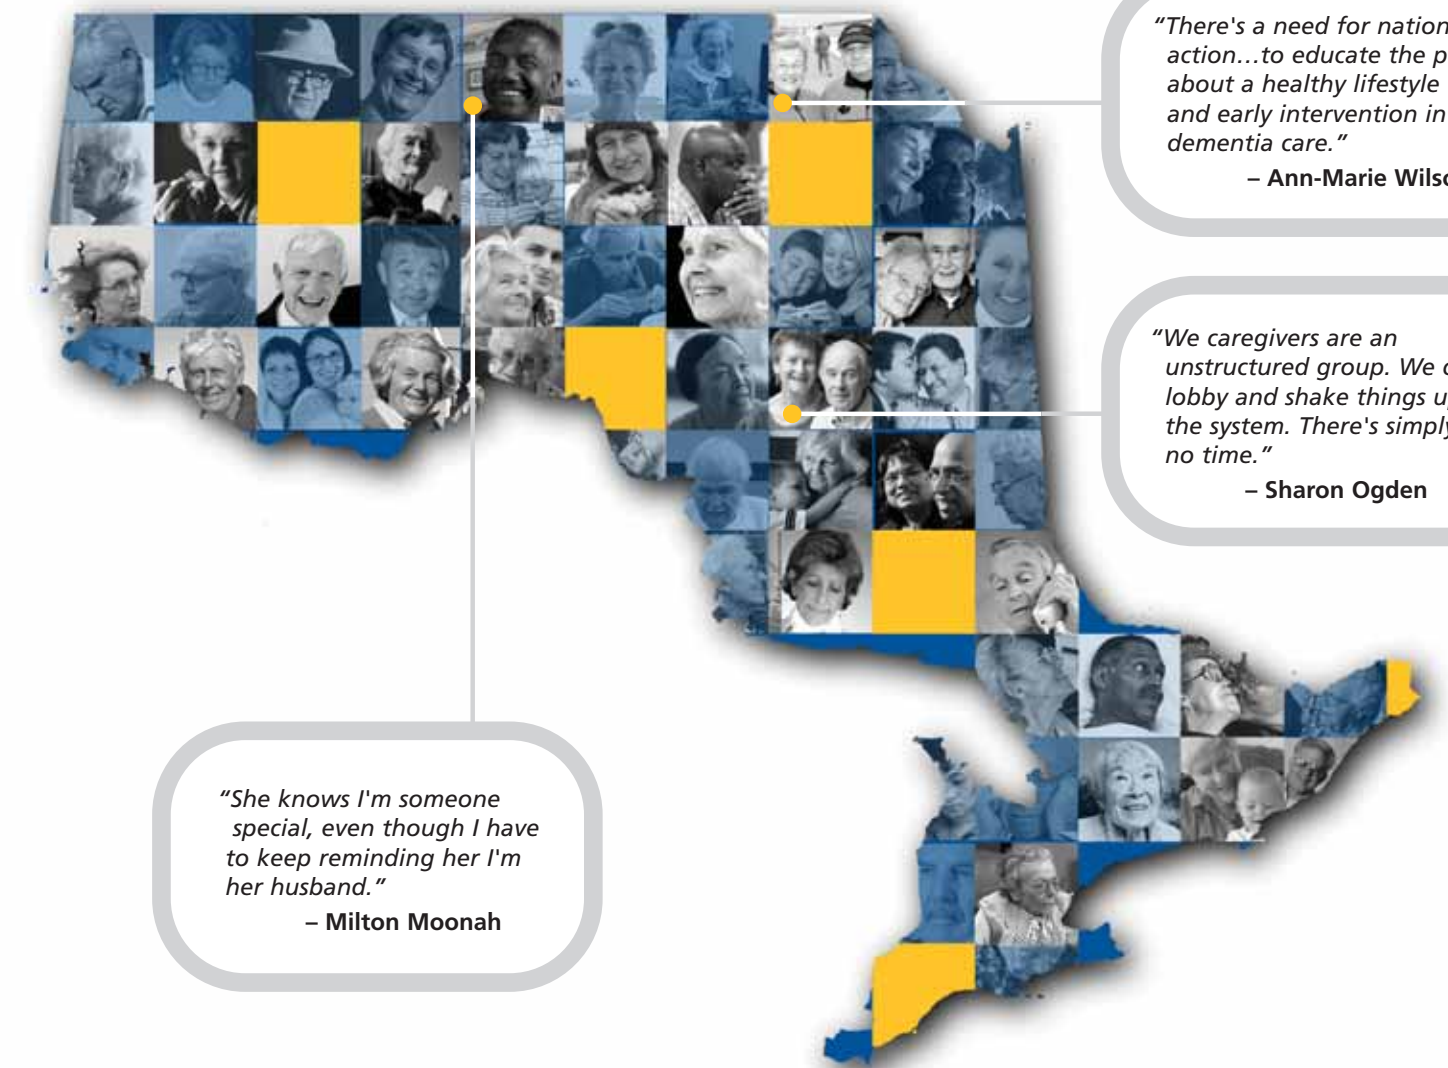 “There's a need for nation
action...to educate the p
about a healthy lifestyle
and early intervention in
dementia care.”
– Ann-Marie Wils
“We caregivers are an
unstructured group. We
lobby and shake things u
the system. There's simply
no time.”
– Sharon Ogden
“She knows I'm someone
special, even though I have
to keep reminding her I'm
her husband.”
– Milton Moonah